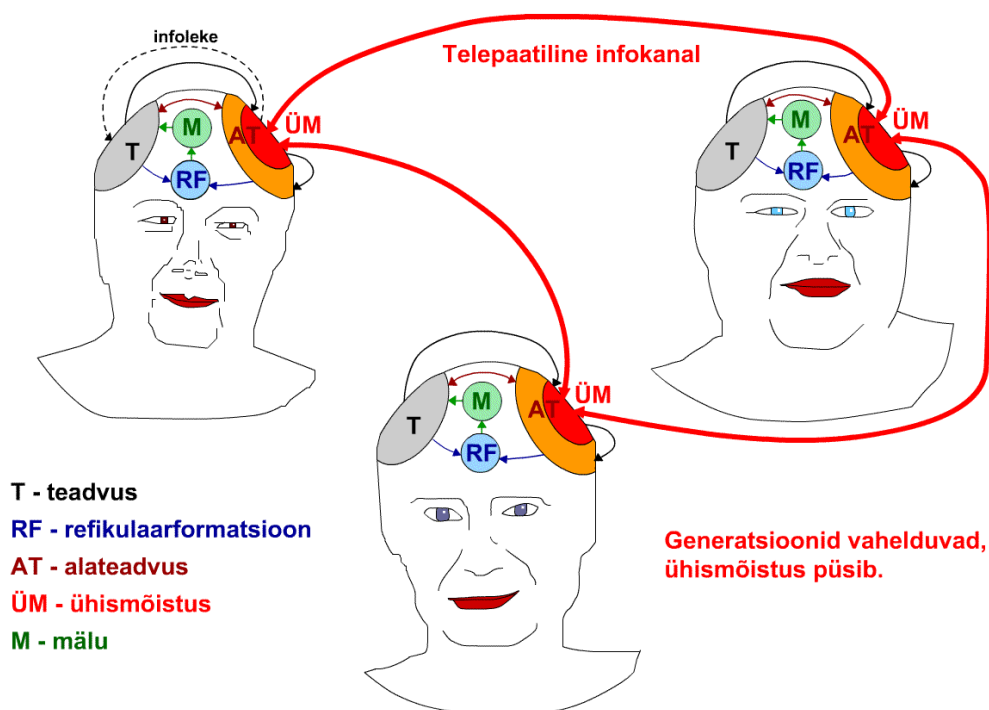 infoleke
Telepaatiline infokanal
T
M
RF
AT
ÜM
T
M
RF
AT
ÜM
T
M
RF
AT
ÜM
T - teadvus
RF - refikulaarformatsioon
AT - alateadvus
ÜM - ühismõistus
M - mälu
Generatsioonid vahelduvad,
ühismõistus püsib.